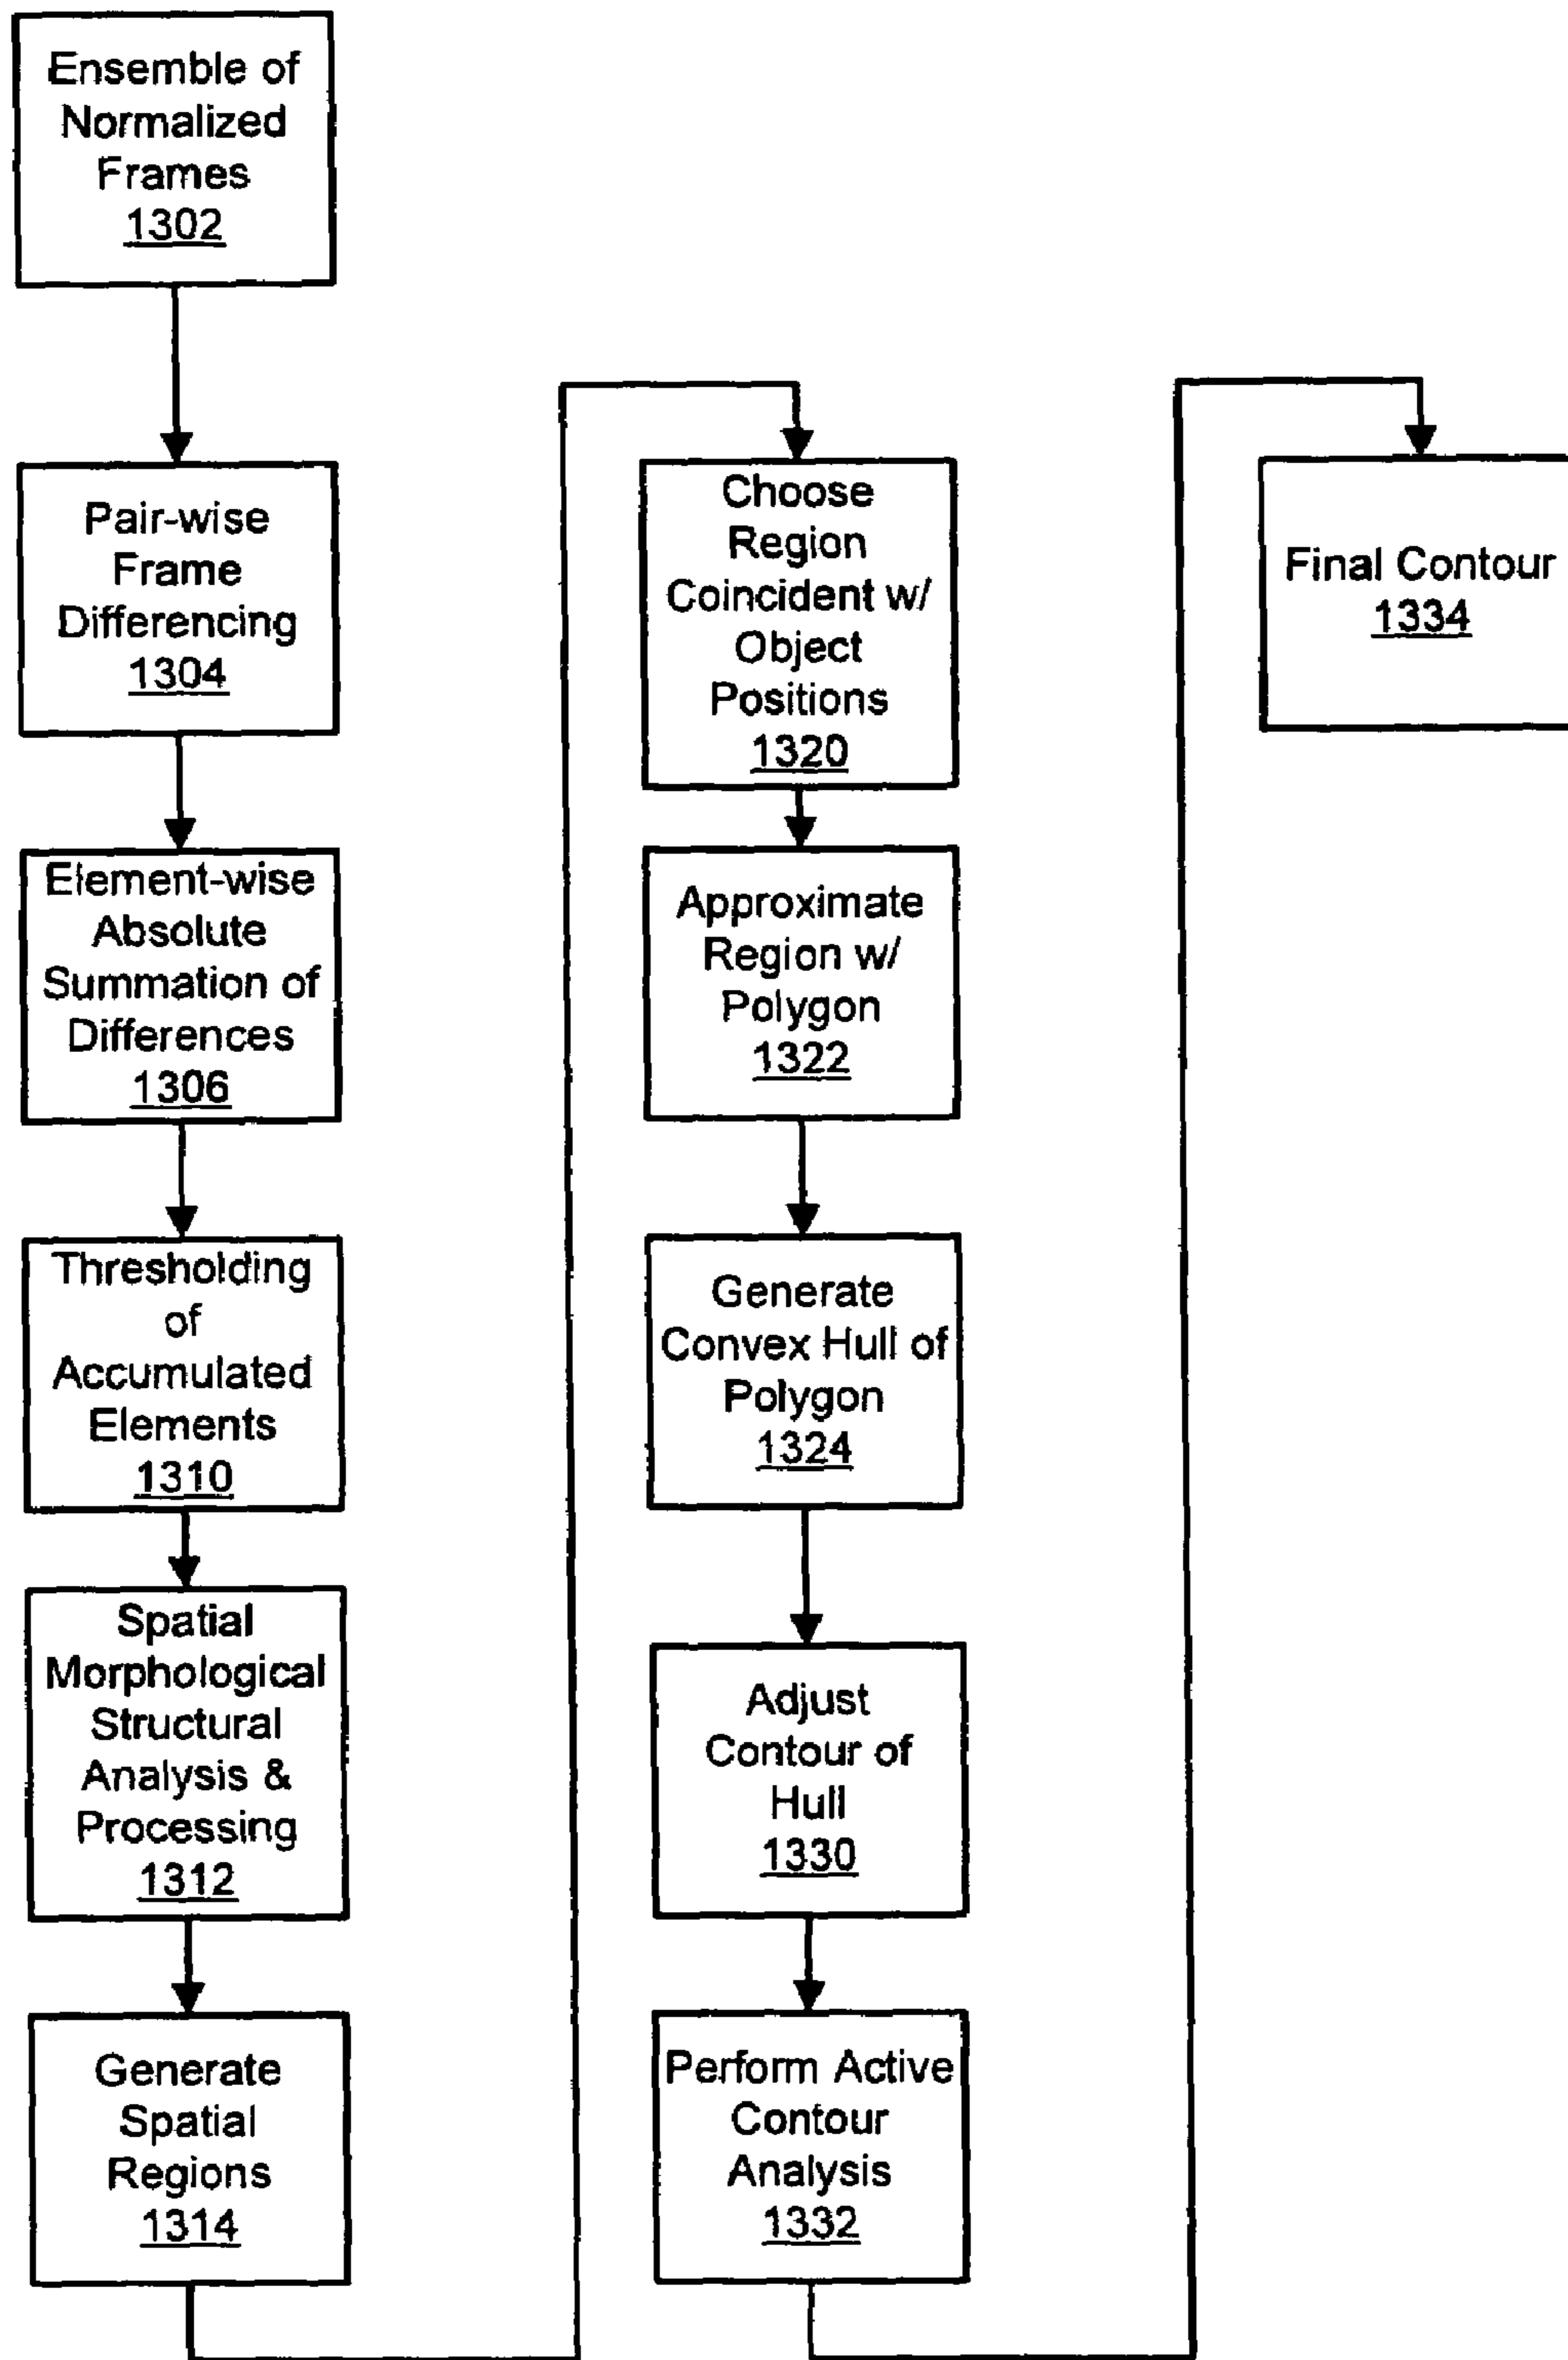 Ensemble of
Normalized
Frames
1302
Pair-wise
Frame
Differencing
1304
Element-wise
Absolute
Summation of
Differences
1306
Thresholding
of
Accumulated
Elements
1310
Spatial
Morphological
Structural
Analysis &
Processing
1312
Generate
Spatial
Regions
1314
Choose
Region
Coincident w/
Object
Positions
1320
Approximate
Region w/
Polygon
1322
Generate
Convex Hull of
Polygon
1324
Adjust
Contour of
Hull
1330
Perform Active
Contour
Analysis
1332
Final Contour
1334